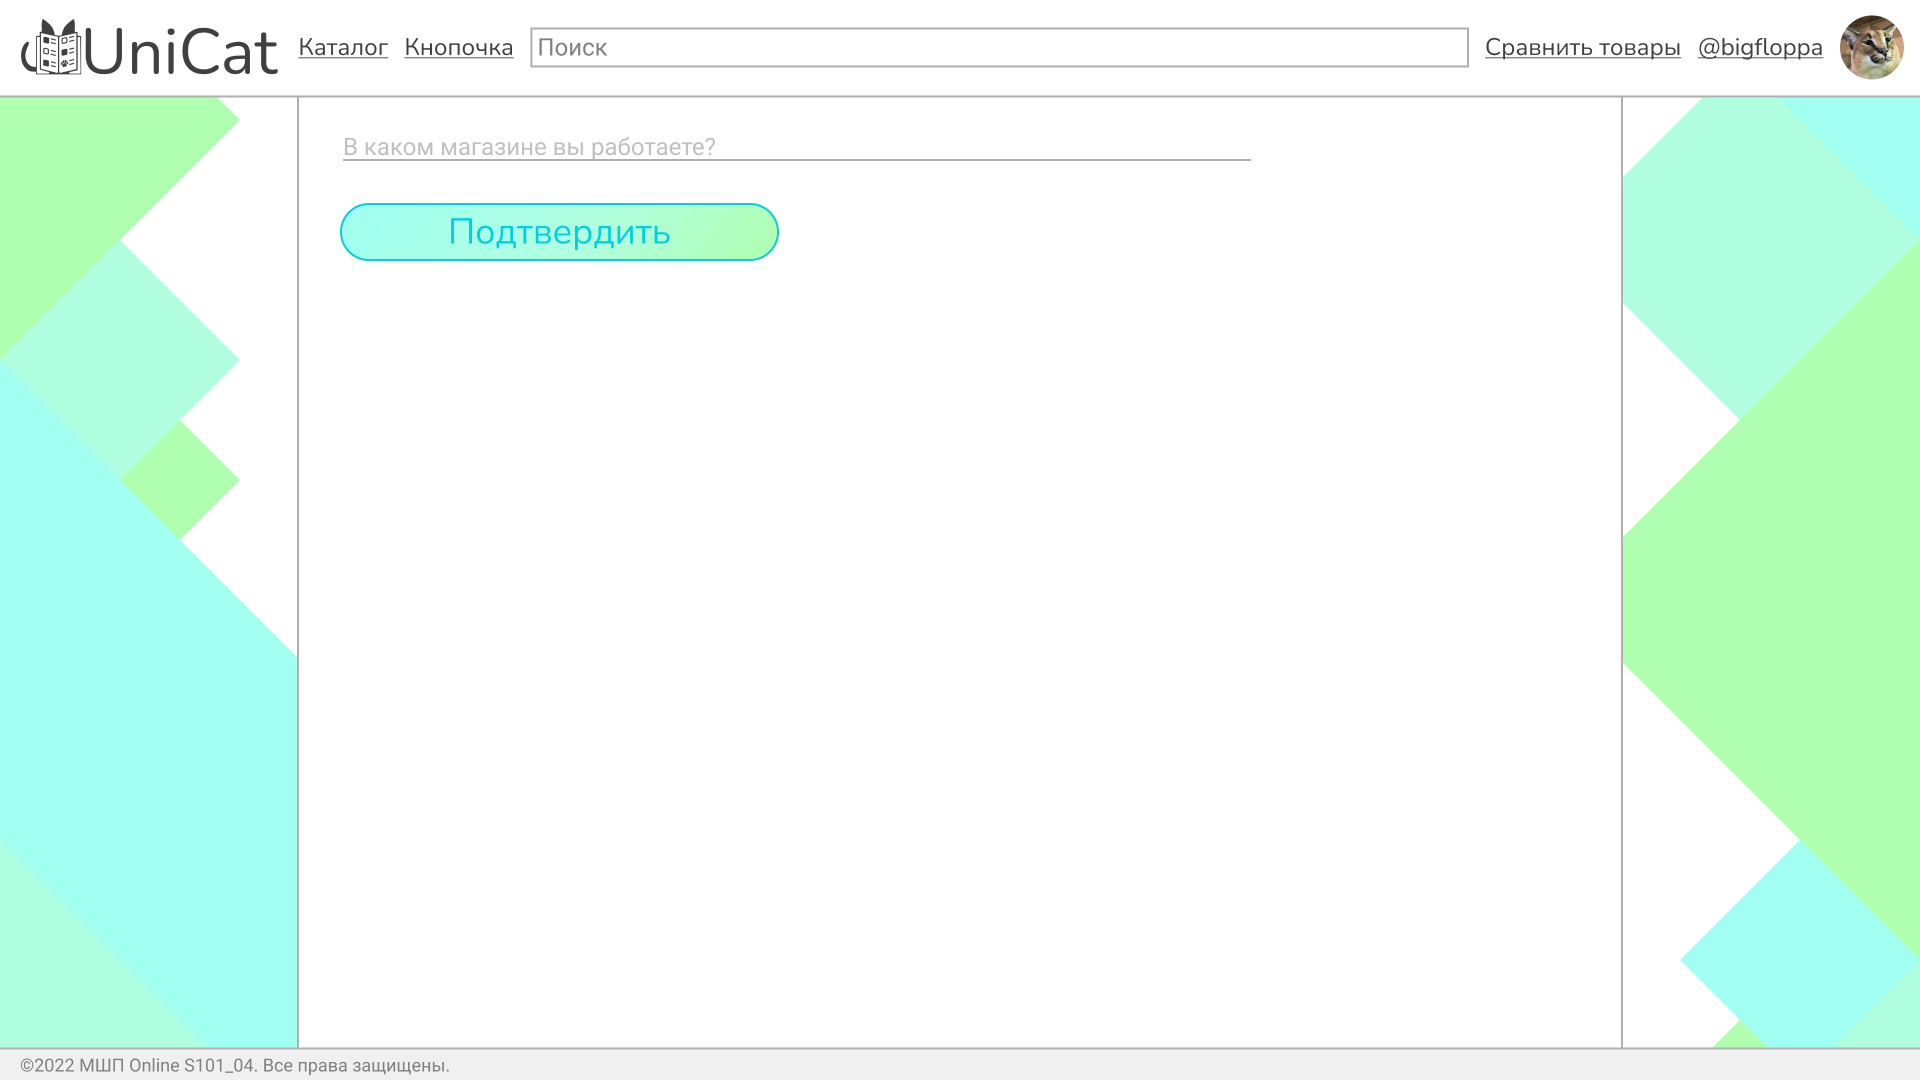 UniCat Каталог Кнопочка Поиск Сравнить товары @bigfloppa
В каком магазине вы работаете?
Подтвердить
©2022 МШП Online S101_04. Все права защищены.